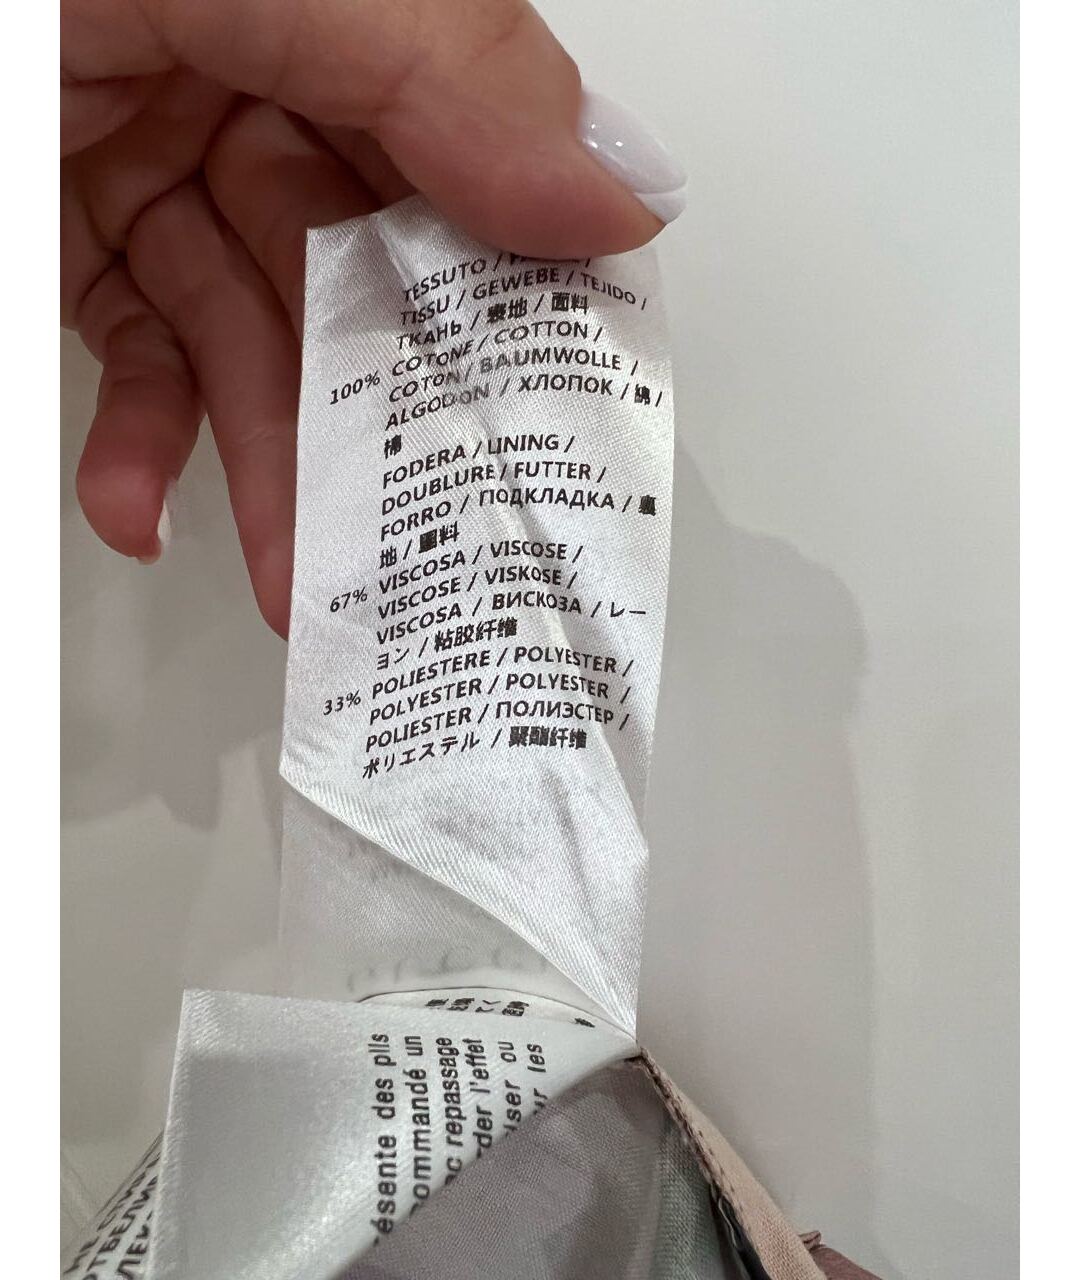 TESSUTO /
TISSU / GEWEBE / TEJIDO /
ТКАНЬ / 表地 / 面料
100% COTONE / COTTON /
COTON / BAUMWOLLE /
ALGODON / ХЛОПОК / 綿 /
棉
FODERA / LINING /
DOUBLURE / FUTTER /
FORRO / ПОДКЛАДКА / 裏
地 / 里料
67% VISCOSA / VISCOSE /
VISCOSE / VISKOSE /
VISCOSA / ВИСКОЗА / レー
ヨン / 粘胶纤维
33% POLIESTERE / POLYESTER /
POLYESTER / POLYESTER /
POLIESTER / ПОЛИЭСТЕР /
ポリエステル / 聚酯纤维
ésente des plis
ommandé un
repassage
rder l'effet
iser ou
les